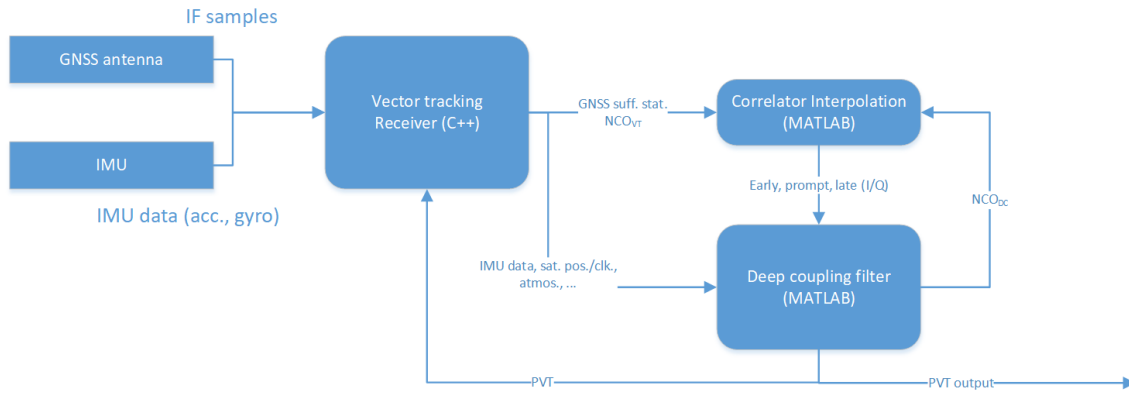 IF samples
GNSS antenna
IMU
IMU data (acc., gyro)
Vector tracking
Receiver (C++)
GNSS suff. stat.
NCO_VT
Correlator Interpolation
(MATLAB)
Early, prompt, late (I/Q)
NCO_DC
IMU data, sat. pos./clk.,
atmos., ...
Deep coupling filter
(MATLAB)
PVT
PVT output